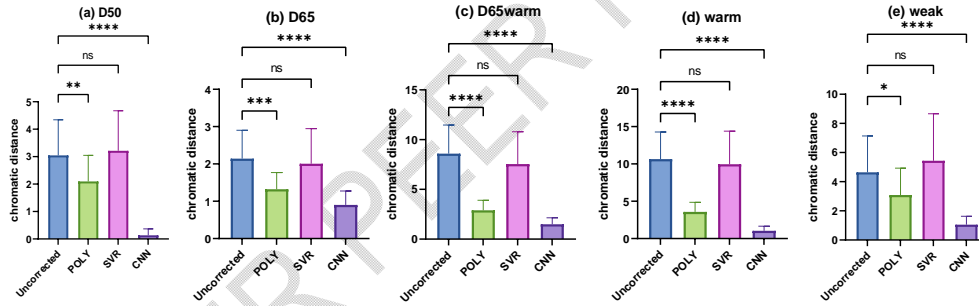 (a) D50
****
ns
**
chromatic distance
5
4
3
2
1
0
Uncorrected
POLY
SVR
CNN
(b) D65
****
ns
***
chromatic distance
4
3
2
1
0
Uncorrected
POLY
SVR
CNN
(c) D65warm
****
ns
****
chromatic distance
15
10
5
0
Uncorrected
POLY
SVR
CNN
(d) warm
****
ns
****
chromatic distance
20
15
10
5
0
Uncorrected
POLY
SVR
CNN
(e) weak
****
ns
*
chromatic distance
10
8
6
4
2
0
Uncorrected
POLY
SVR
CNN